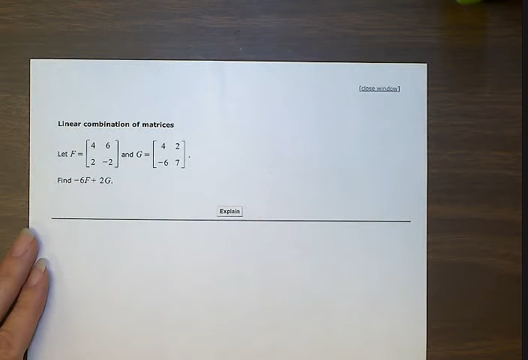 [close window]
Linear combination of matrices
Let F = [4 6 2 -2] and G = [4 2 -6 7].
Find -6F + 2G.
Explain